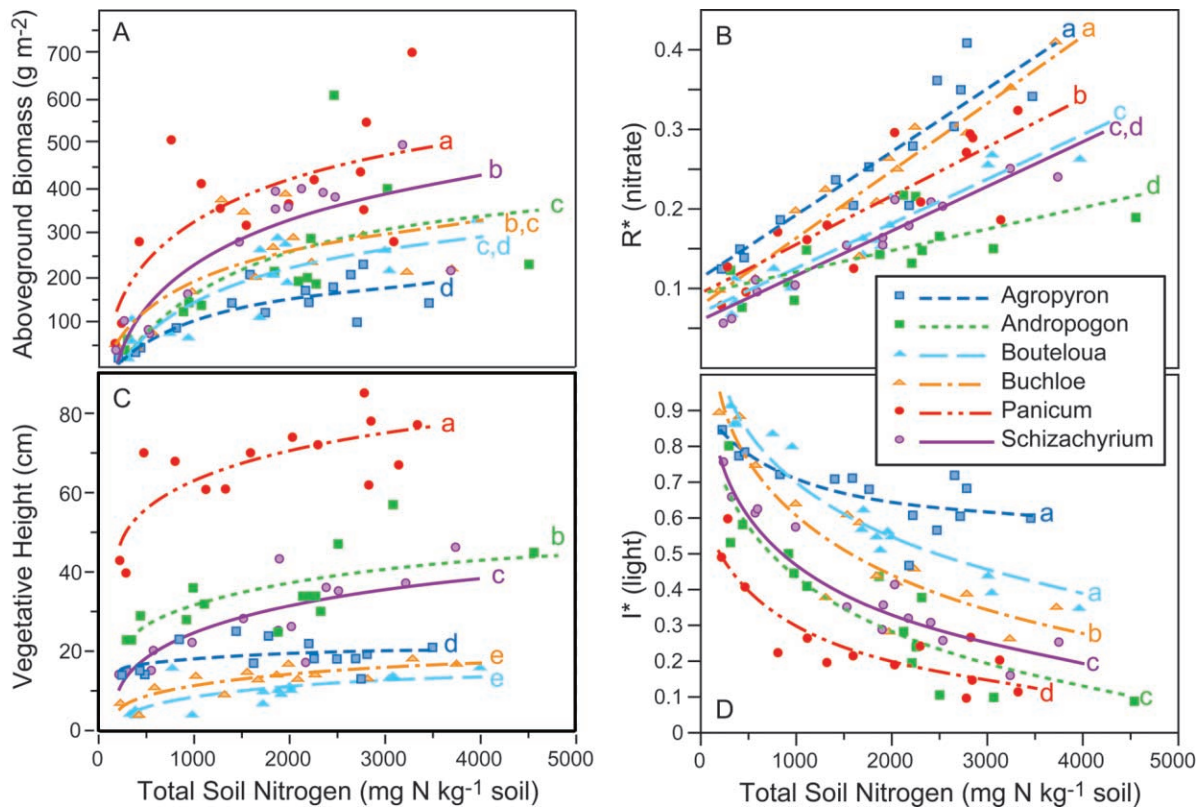 A
Aboveground Biomass (g m-2)
700
600
500
400
300
200
100
a
b
c
b,c
c,d
d
B
R* (nitrate)
0.4
0.3
0.2
0.1
0
a
a
b
c
c,d
d
Agropyron
Andropogon
Bouteloua
Buchloe
Panicum
Schizachyrium
C
Vegetative Height (cm)
80
60
40
20
0
a
b
c
d
e
e
0 1000 2000 3000 4000 5000
Total Soil Nitrogen (mg N kg-1 soil)
D
I* (light)
0.9
0.8
0.7
0.6
0.5
0.4
0.3
0.2
0.1
0
a
a
b
c
c
d
0 1000 2000 3000 4000 5000
Total Soil Nitrogen (mg N kg-1 soil)